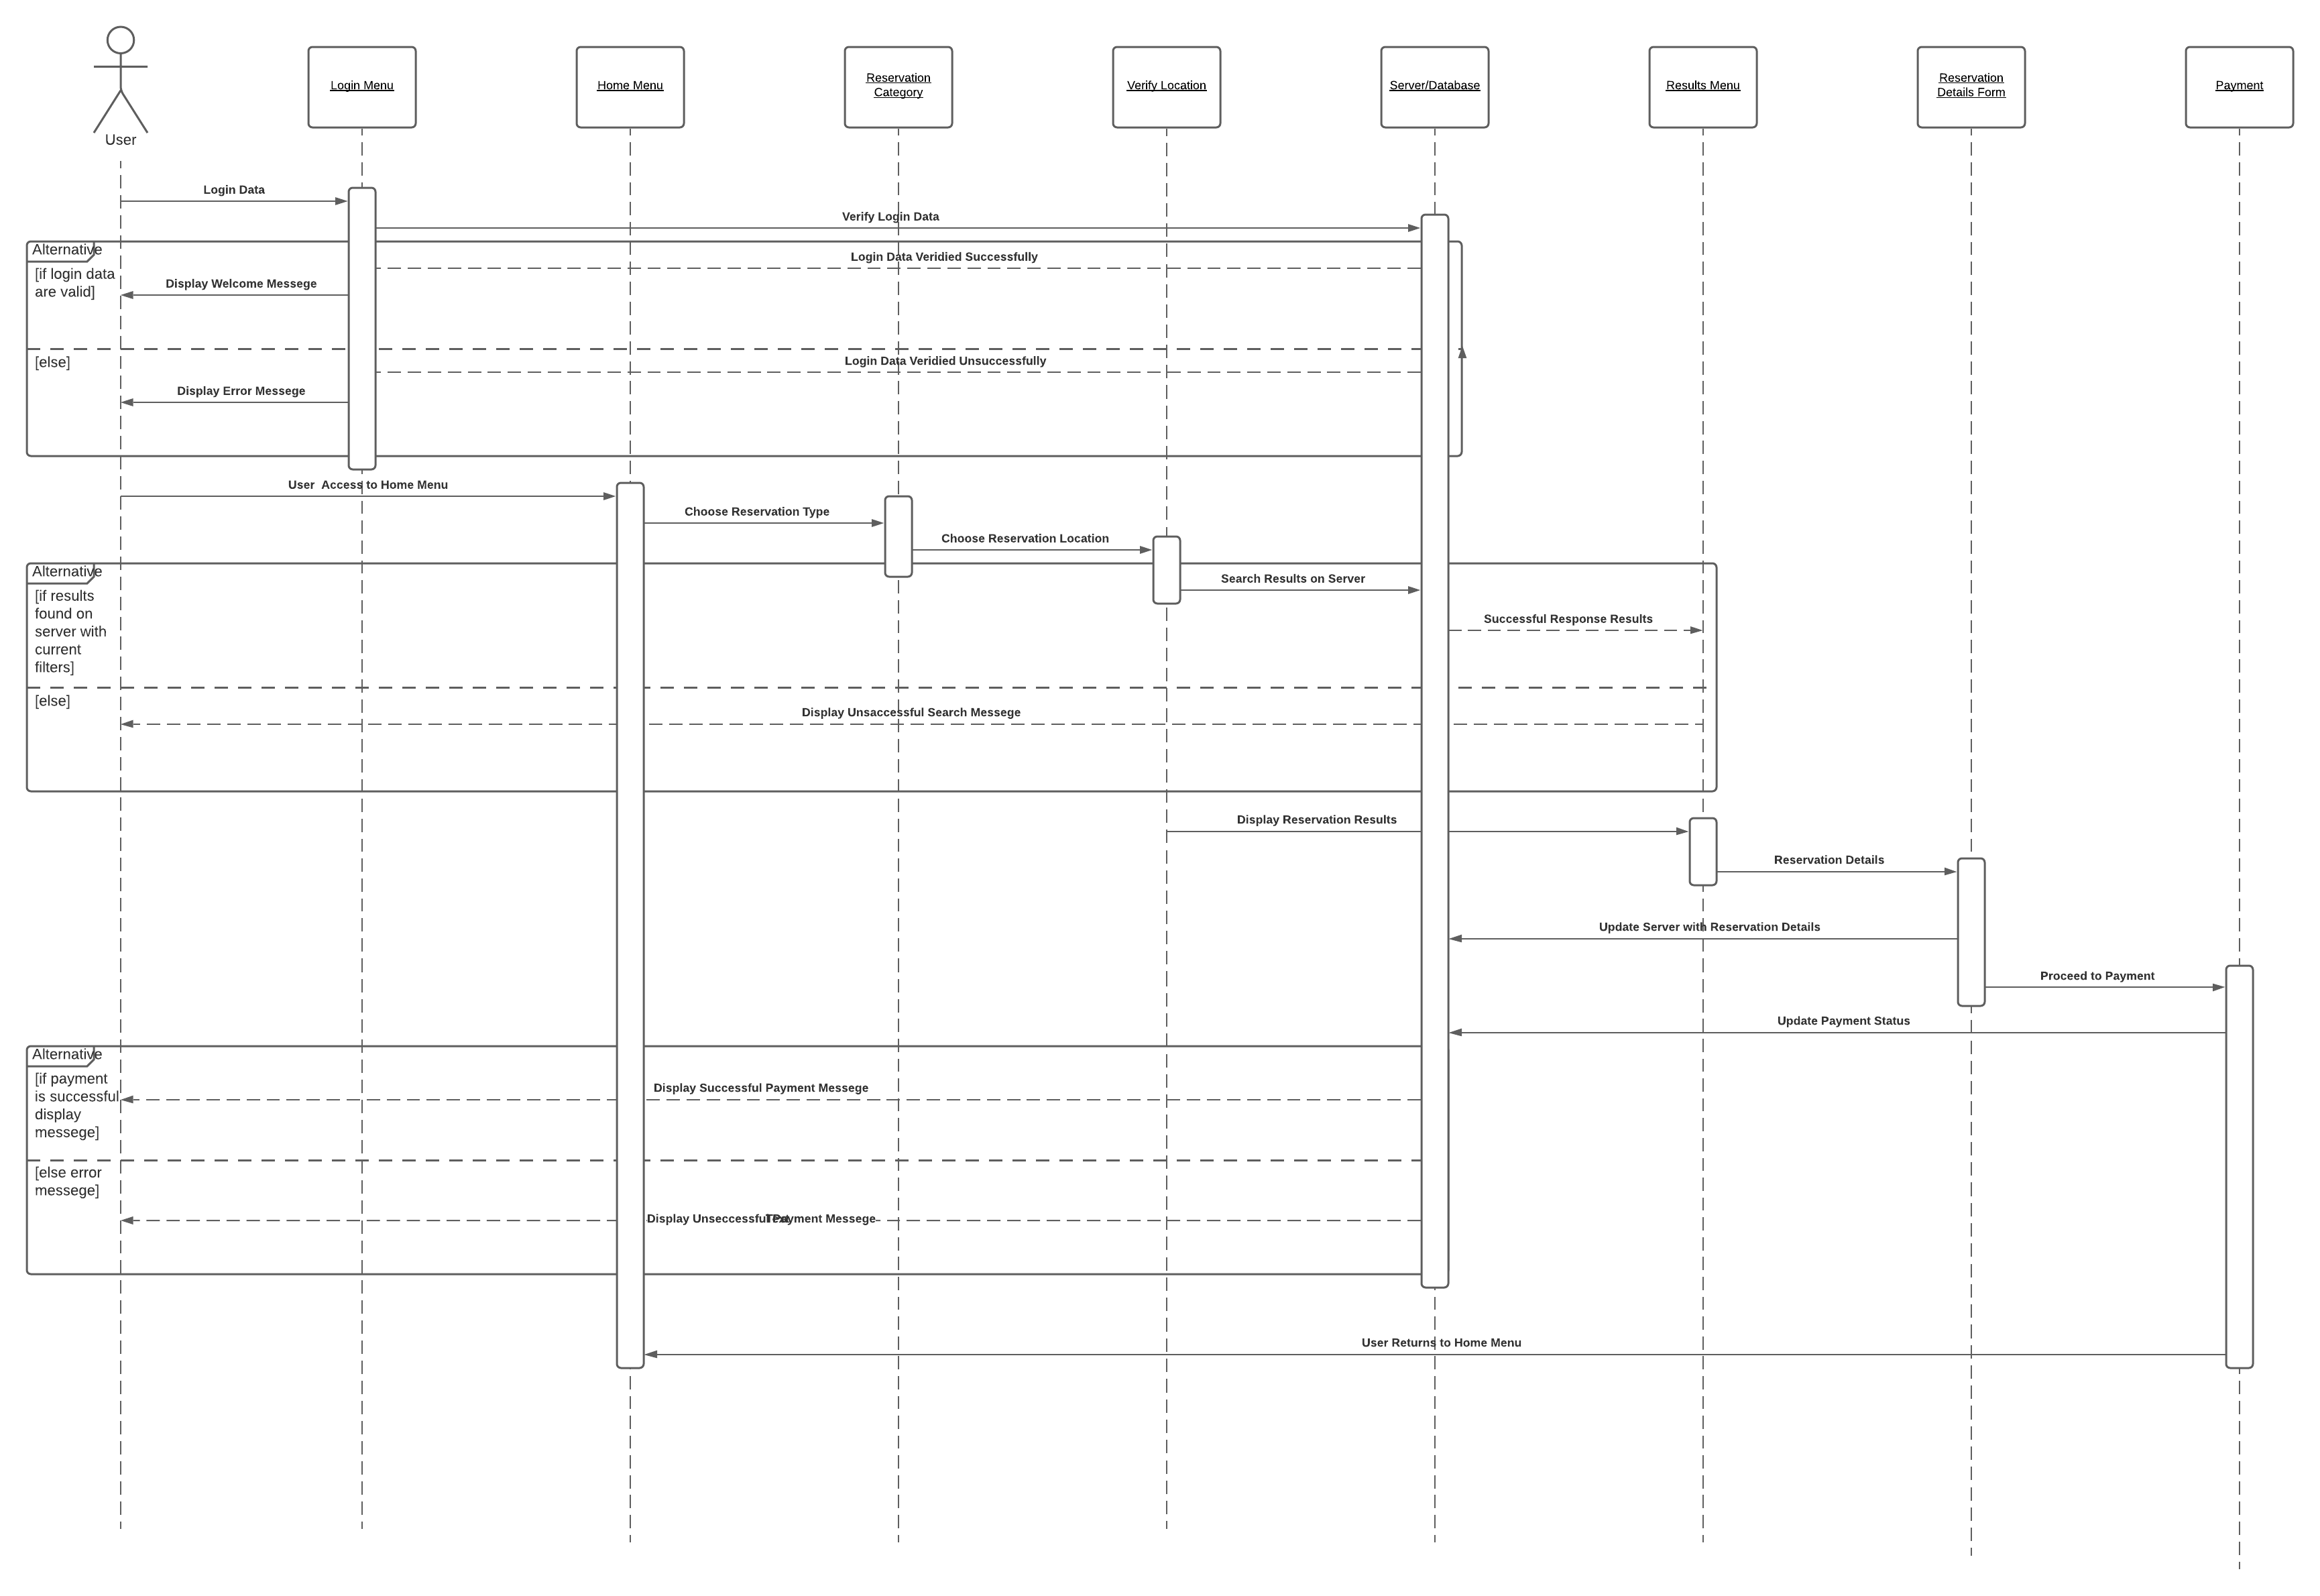 User
Login Menu
Home Menu
Reservation
Category
Verify Location
Server/Database
Results Menu
Reservation
Details Form
Payment
Login Data
Verify Login Data
Alternative
[if login data
are valid]
Login Data Veridied Successfully
Display Welcome Messege
[else]
Login Data Veridied Unsuccessfully
Display Error Messege
User  Access to Home Menu
Choose Reservation Type
Choose Reservation Location
Alternative
[if results
found on
server with
current
filters]
Search Results on Server
Successful Response Results
[else]
Display Unsaccessful Search Messege
Display Reservation Results
Reservation Details
Update Server with Reservation Details
Proceed to Payment
Update Payment Status
Alternative
[if payment
is successful
display
messege]
Display Successful Payment Messege
[else error
messege]
Display Unseccessful Payment Messege
Text
User Returns to Home Menu